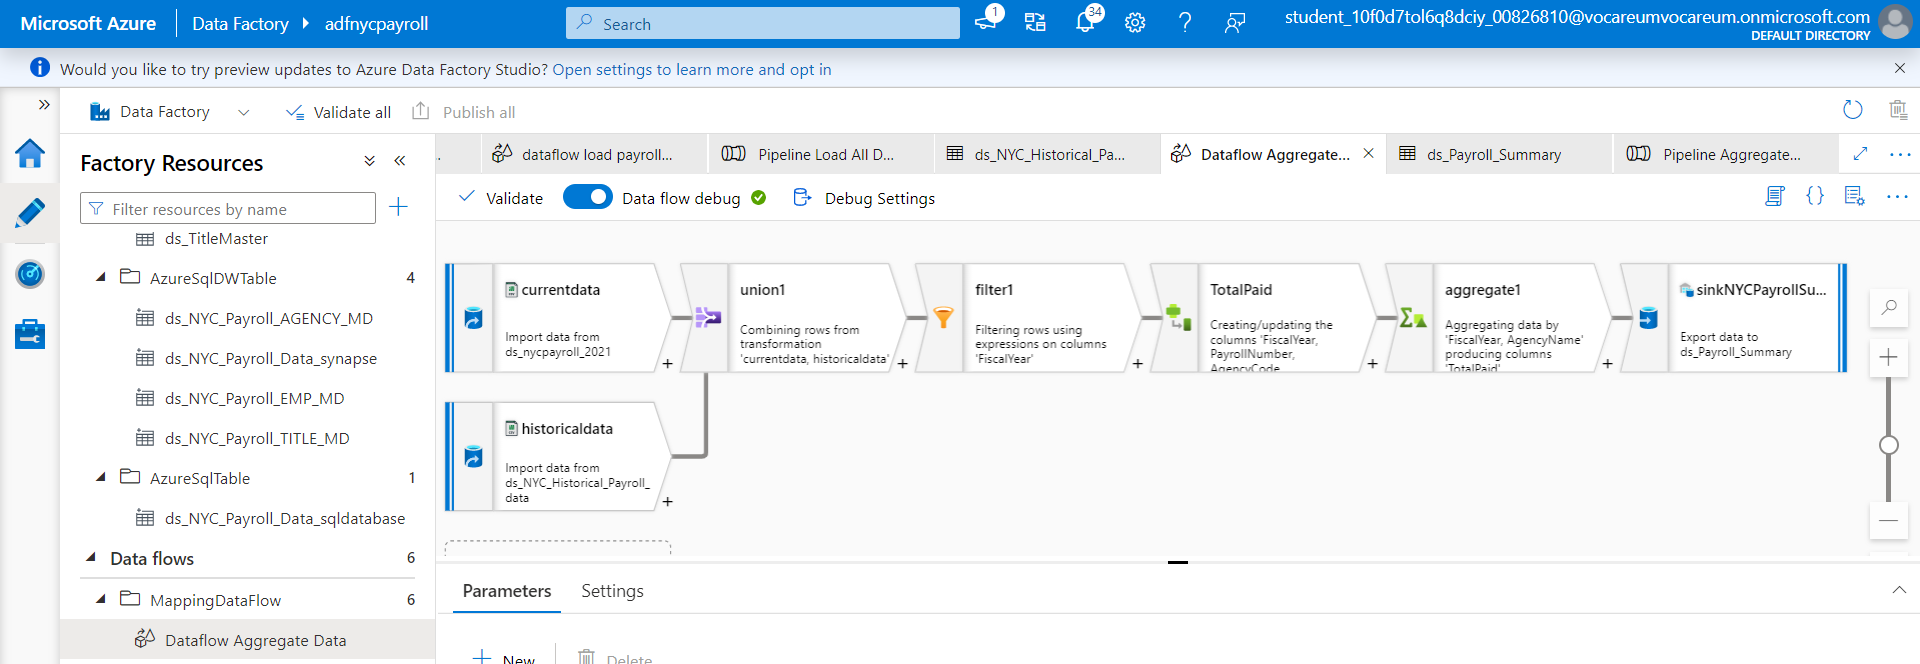 Microsoft Azure
Data Factory
adfnycpayroll
Search
1
34
student_10f0d7tol6q8dciy_00826810@vocareumvocareum.onmicrosoft.com
DEFAULT DIRECTORY
Would you like to try preview updates to Azure Data Factory Studio? Open settings to learn more and opt in
Data Factory
Validate all
Publish all
Factory Resources
Filter resources by name
ds_TitleMaster
AzureSqlDWTable 4
ds_NYC_Payroll_AGENCY_MD
ds_NYC_Payroll_Data_synapse
ds_NYC_Payroll_EMP_MD
ds_NYC_Payroll_TITLE_MD
AzureSqlTable 1
ds_NYC_Payroll_Data_sqldatabase
Data flows 6
MappingDataFlow 6
Dataflow Aggregate Data
dataflow load payroll...
Pipeline Load All D...
ds_NYC_Historical_Pa...
Dataflow Aggregate...
ds_Payroll_Summary
Pipeline Aggregate...
Validate
Data flow debug
Debug Settings
currentdata
Import data from
ds_nycpayroll_2021
union1
Combining rows from
transformation
'currentdata, historicaldata'
filter1
Filtering rows using
expressions on columns
'FiscalYear'
TotalPaid
Creating/updating the
columns 'FiscalYear,
PayrollNumber,
AgencyCode
aggregate1
Aggregating data by
'FiscalYear, AgencyName'
producing columns
'TotalPaid'
sinkNYCPayrollSu...
Export data to
ds_Payroll_Summary
historicaldata
Import data from
ds_NYC_Historical_Payroll_
data
Parameters
Settings
New
Delete